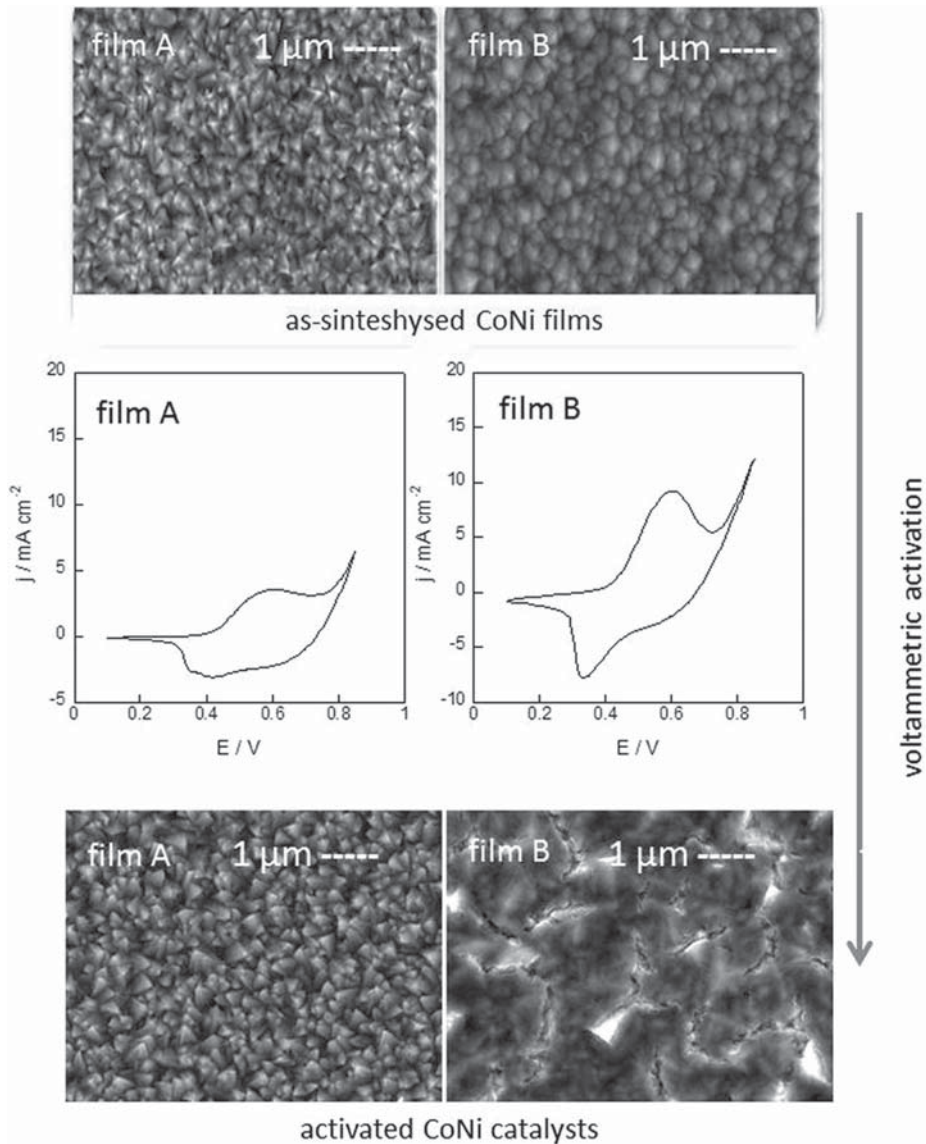 film A 1 µm -----
film B 1 µm -----
as-sinteshysed CoNi films
film A
20
15
10
5
0
-5
j / mA cm-2
0 0.2 0.4 0.6 0.8 1
E / V
film B
20
15
10
5
0
-5
-10
j / mA cm-2
0 0.2 0.4 0.6 0.8 1
E / V
voltammetric activation
film A 1 µm -----
film B 1 µm -----
activated CoNi catalysts